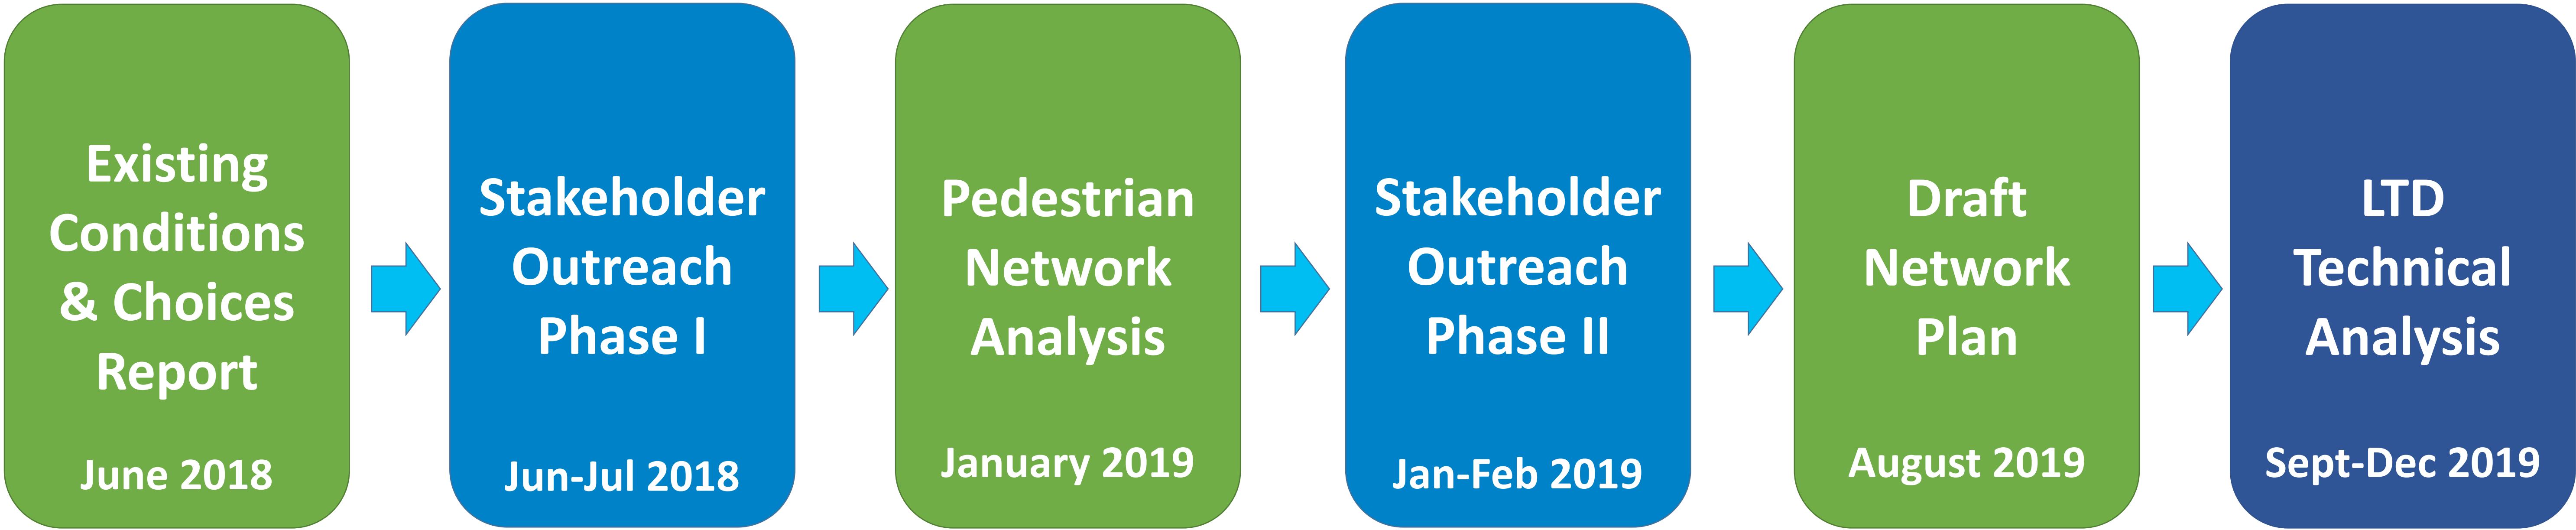 Existing
Conditions
& Choices
Report
June 2018
Stakeholder
Outreach
Phase I
Jun-Jul 2018
Pedestrian
Network
Analysis
January 2019
Stakeholder
Outreach
Phase II
Jan-Feb 2019
Draft
Network
Plan
August 2019
LTD
Technical
Analysis
Sept-Dec 2019